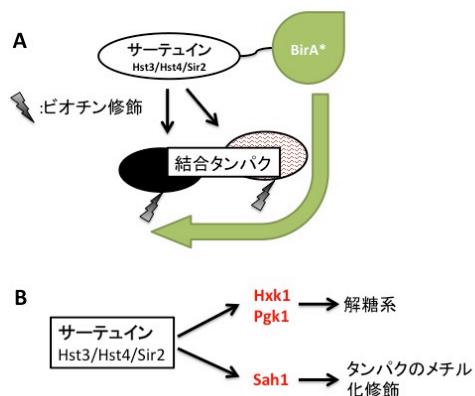 A
サーテュイン
Hst3/Hst4/Sir2
BirA*
:ビオチン修飾
結合タンパク
B
サーテュイン
Hst3/Hst4/Sir2
Hxk1
Pgk1
解糖系
Sah1
タンパクのメチル
化修飾